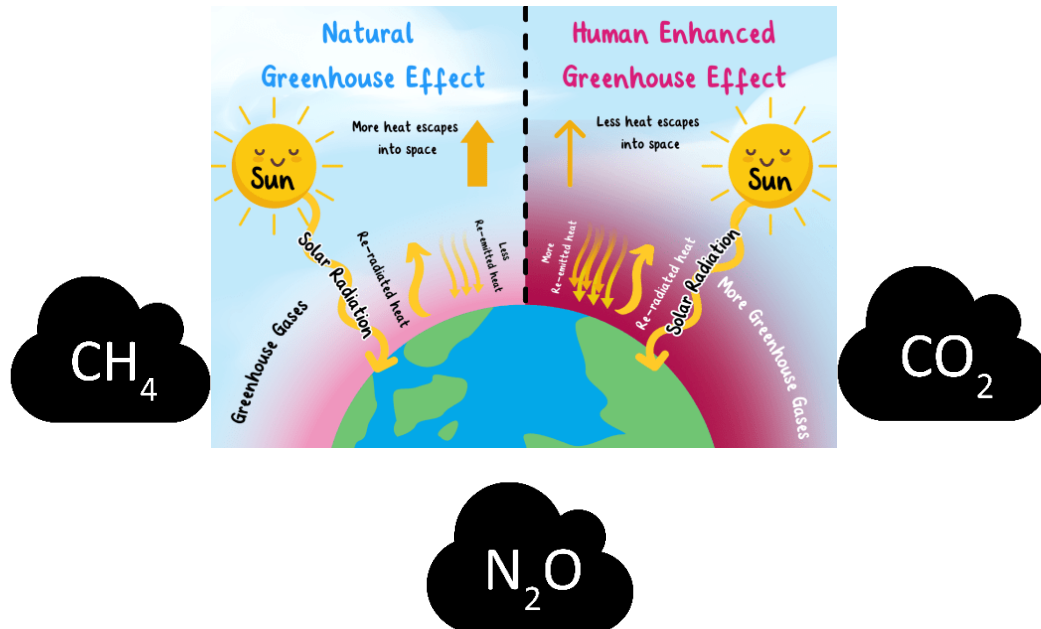 Natural
Greenhouse Effect
More heat escapes
into space
Sun
Solar Radiation
Re-radiated heat
Less
Re-emitted heat
Greenhouse Gases
Human Enhanced
Greenhouse Effect
Less heat escapes
into space
Sun
More
Re-emitted heat
Re-radiated heat
Solar Radiation
More Greenhouse Gases
CH₄
CO₂
N₂O